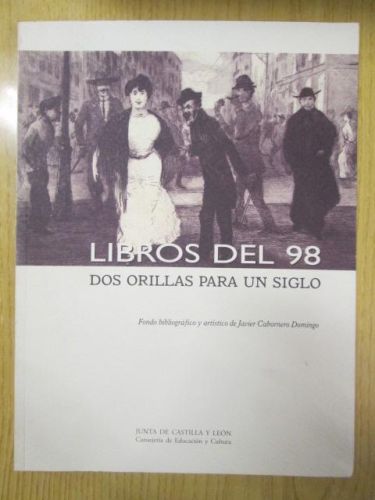 LIBROS DEL 98
DOS ORILLAS PARA UN SIGLO
Fondo bibliográfico y artístico de Javier Cabornero Domingo
JUNTA DE CASTILLA Y LEÓN
Consejería de Educación y Cultura